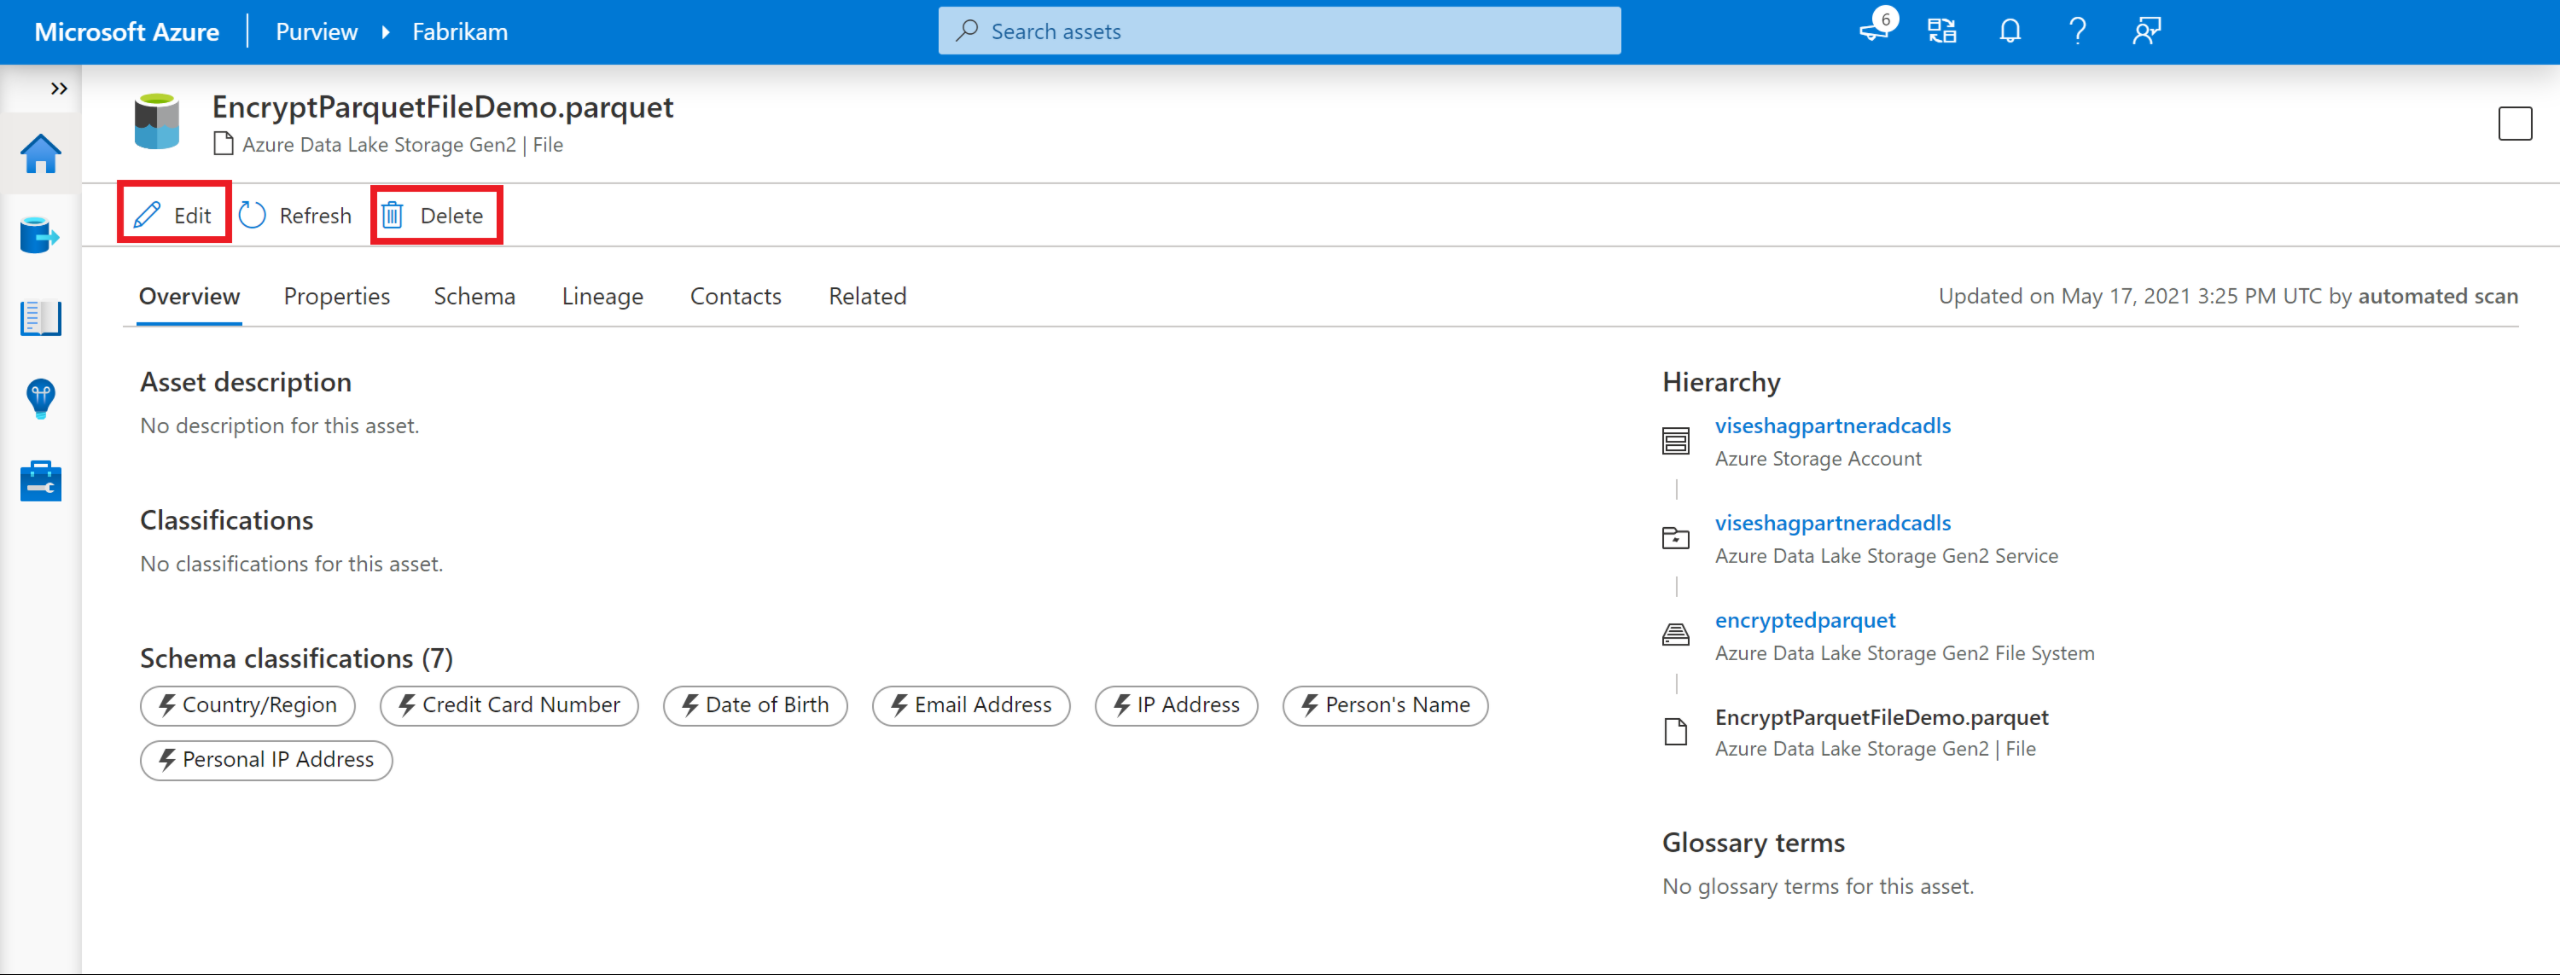 Microsoft Azure | Purview Fabrikam
Search assets
6
EncryptParquetFileDemo.parquet
Azure Data Lake Storage Gen2 | File
Edit Refresh Delete
Overview Properties Schema Lineage Contacts Related
Updated on May 17, 2021 3:25 PM UTC by automated scan
Asset description
No description for this asset.
Classifications
No classifications for this asset.
Schema classifications (7)
Country/Region Credit Card Number Date of Birth Email Address IP Address Person's Name
Personal IP Address
Hierarchy
viseshagpartneradcadls
Azure Storage Account
viseshagpartneradcadls
Azure Data Lake Storage Gen2 Service
encryptedparquet
Azure Data Lake Storage Gen2 File System
EncryptParquetFileDemo.parquet
Azure Data Lake Storage Gen2 | File
Glossary terms
No glossary terms for this asset.